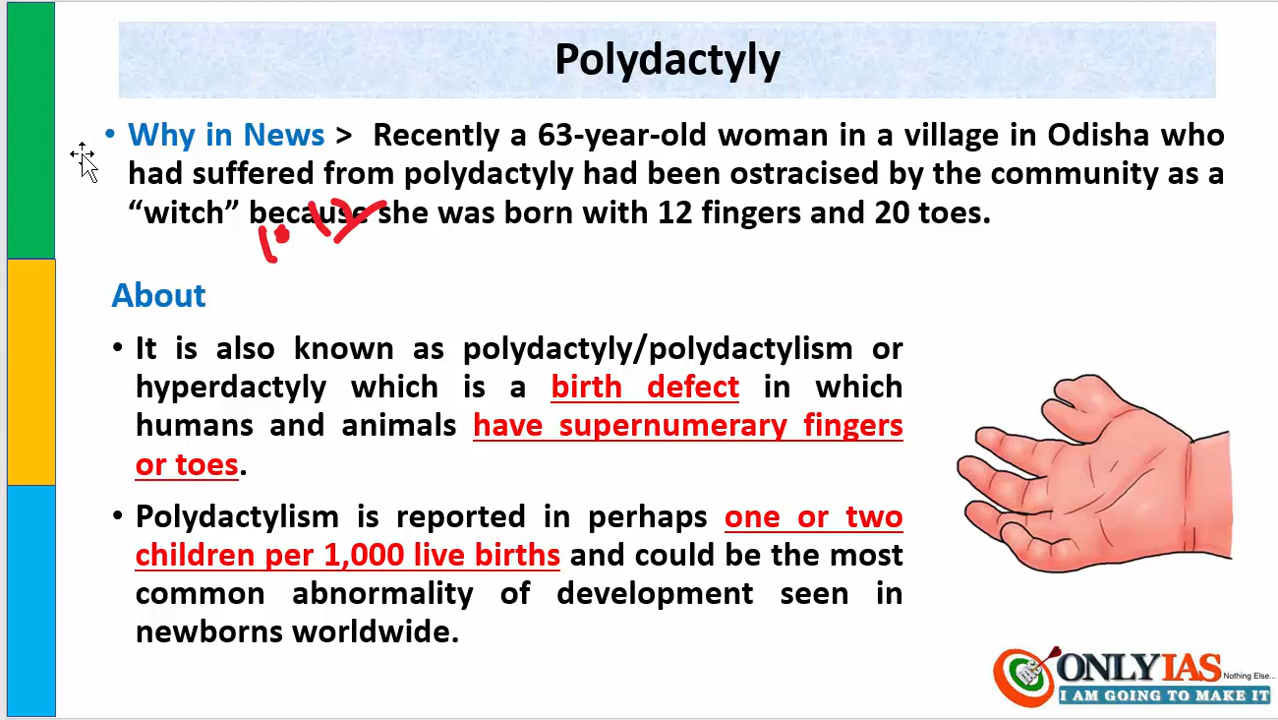 Polydactyly
• Why in News > Recently a 63-year-old woman in a village in Odisha who
had suffered from polydactyly had been ostracised by the community as a
“witch” because she was born with 12 fingers and 20 toes.
About
• It is also known as polydactyly/polydactylism or
hyperdactyly which is a birth defect in which
humans and animals have supernumerary fingers
or toes.
• Polydactylism is reported in perhaps one or two
children per 1,000 live births and could be the most
common abnormality of development seen in
newborns worldwide.
ONLYIAS
Nothing Else...
I AM GOING TO MAKE IT